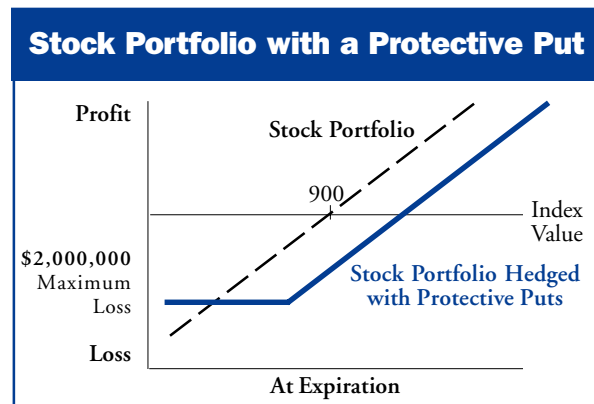 Stock Portfolio with a Protective Put
Profit
Stock Portfolio
900
Index
Value
$2,000,000
Maximum
Loss
Stock Portfolio Hedged
with Protective Puts
Loss
At Expiration